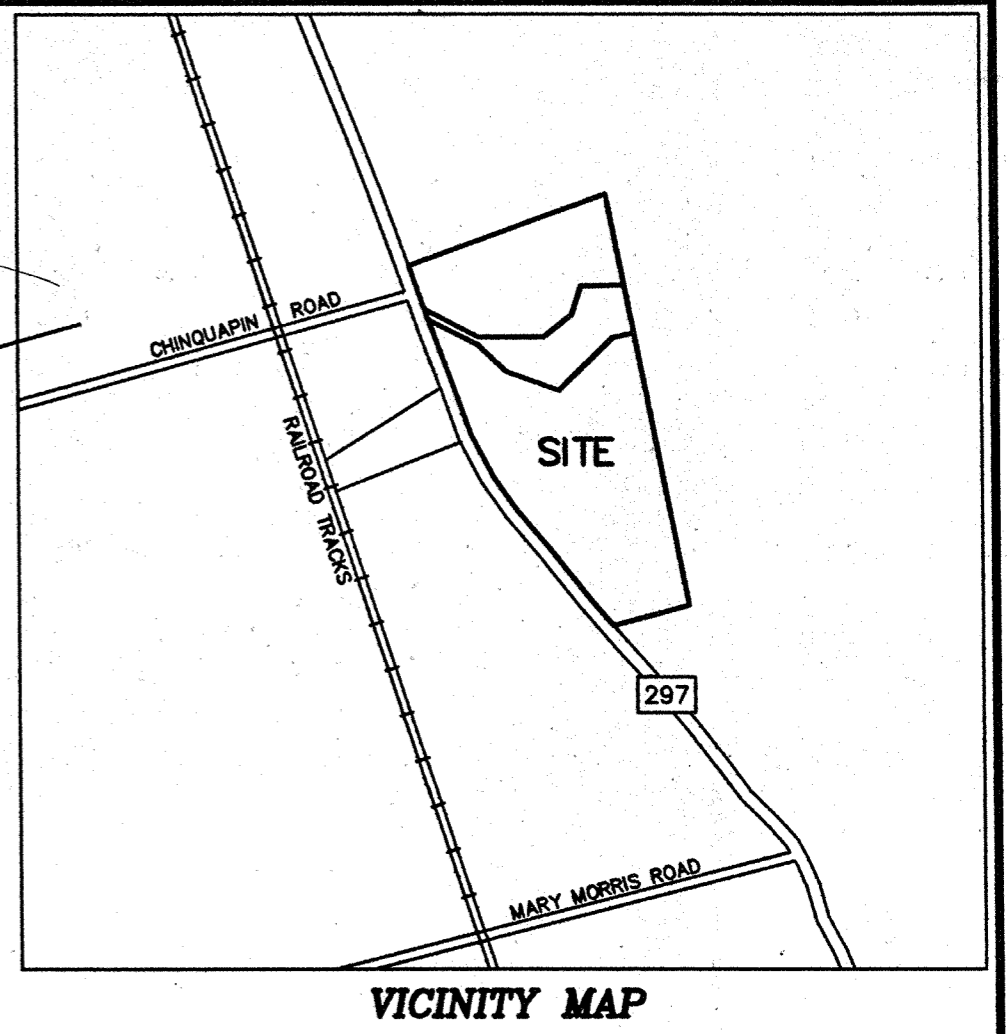 CHINQUAPIN ROAD
RAILROAD TRACKS
SITE
297
MARY MORRIS ROAD
VICINITY MAP